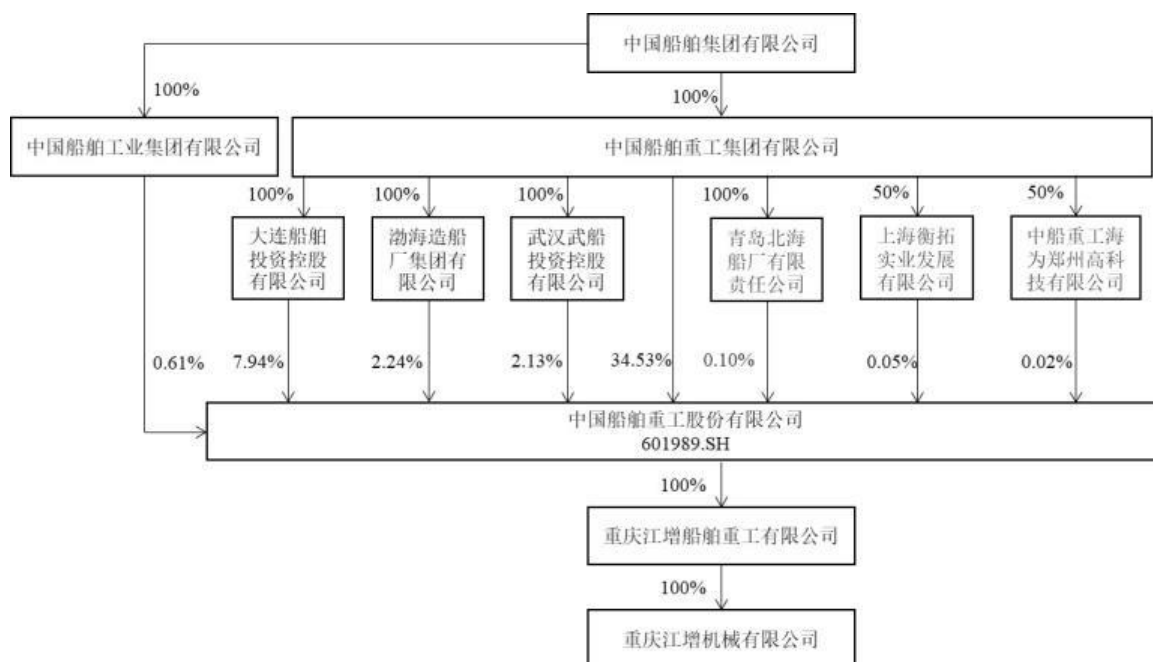 中国船舶集团有限公司
100%
100%
中国船舶工业集团有限公司
中国船舶重工集团有限公司
100%
100%
100%
100%
50%
50%
大连船舶
投资控股
有限公司
渤海造船
厂集团有
限公司
武汉武船
投资控股
有限公司
青岛北海
船厂有限
责任公司
上海衡拓
实业发展
有限公司
中船重工海
为郑州高科
技有限公司
0.61%
7.94%
2.24%
2.13%
34.53%
0.10%
0.05%
0.02%
中国船舶重工股份有限公司
601989.SH
100%
重庆江增船舶重工有限公司
100%
重庆江增机械有限公司